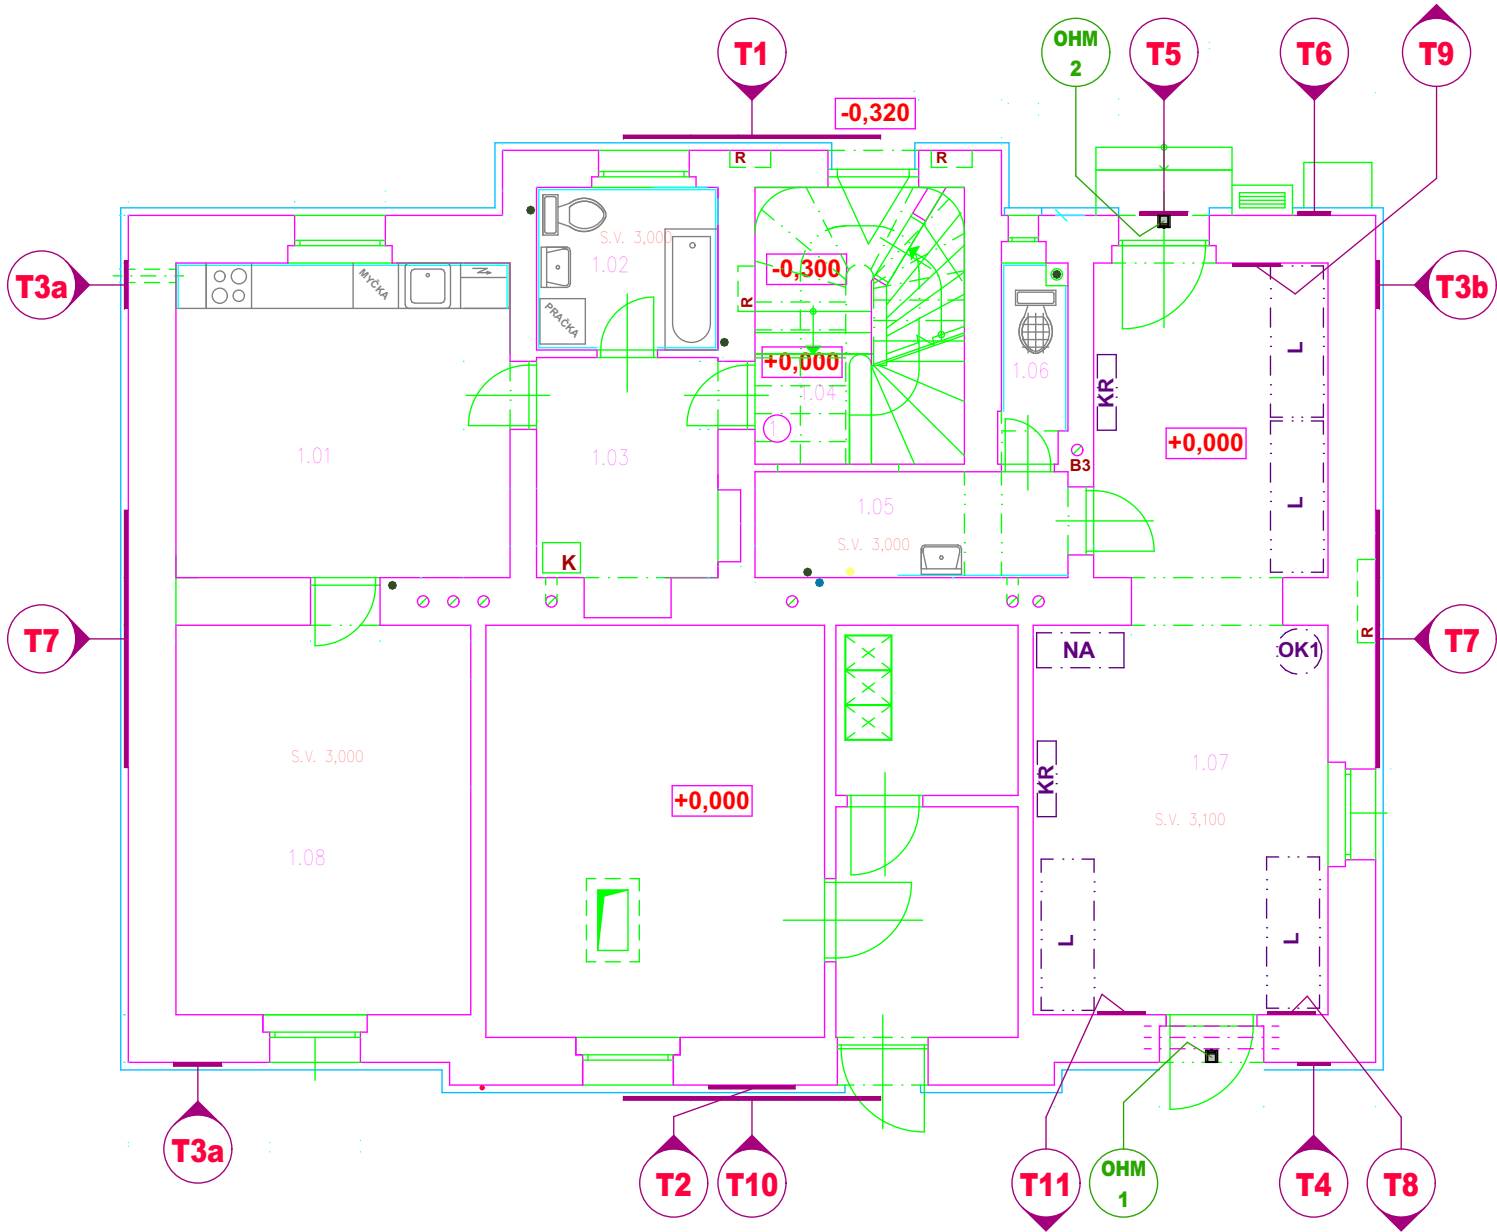 T1
-0,320
OHM
2
T5
T6
T9
R
R
S.V. 3,000
1.02
-0,300
T3a
MYČKA
PRAČKA
R
T3b
+0,000
1.04
1
1.06
KR
L
+0,000
1.01
1.03
B3
1.05
S.V. 3,000
L
K
R
T7
NA
OK1
T7
S.V. 3,000
+0,000
KR
1.07
S.V. 3,100
1.08
L
L
T3a
T2
T10
T11
OHM
1
T4
T8